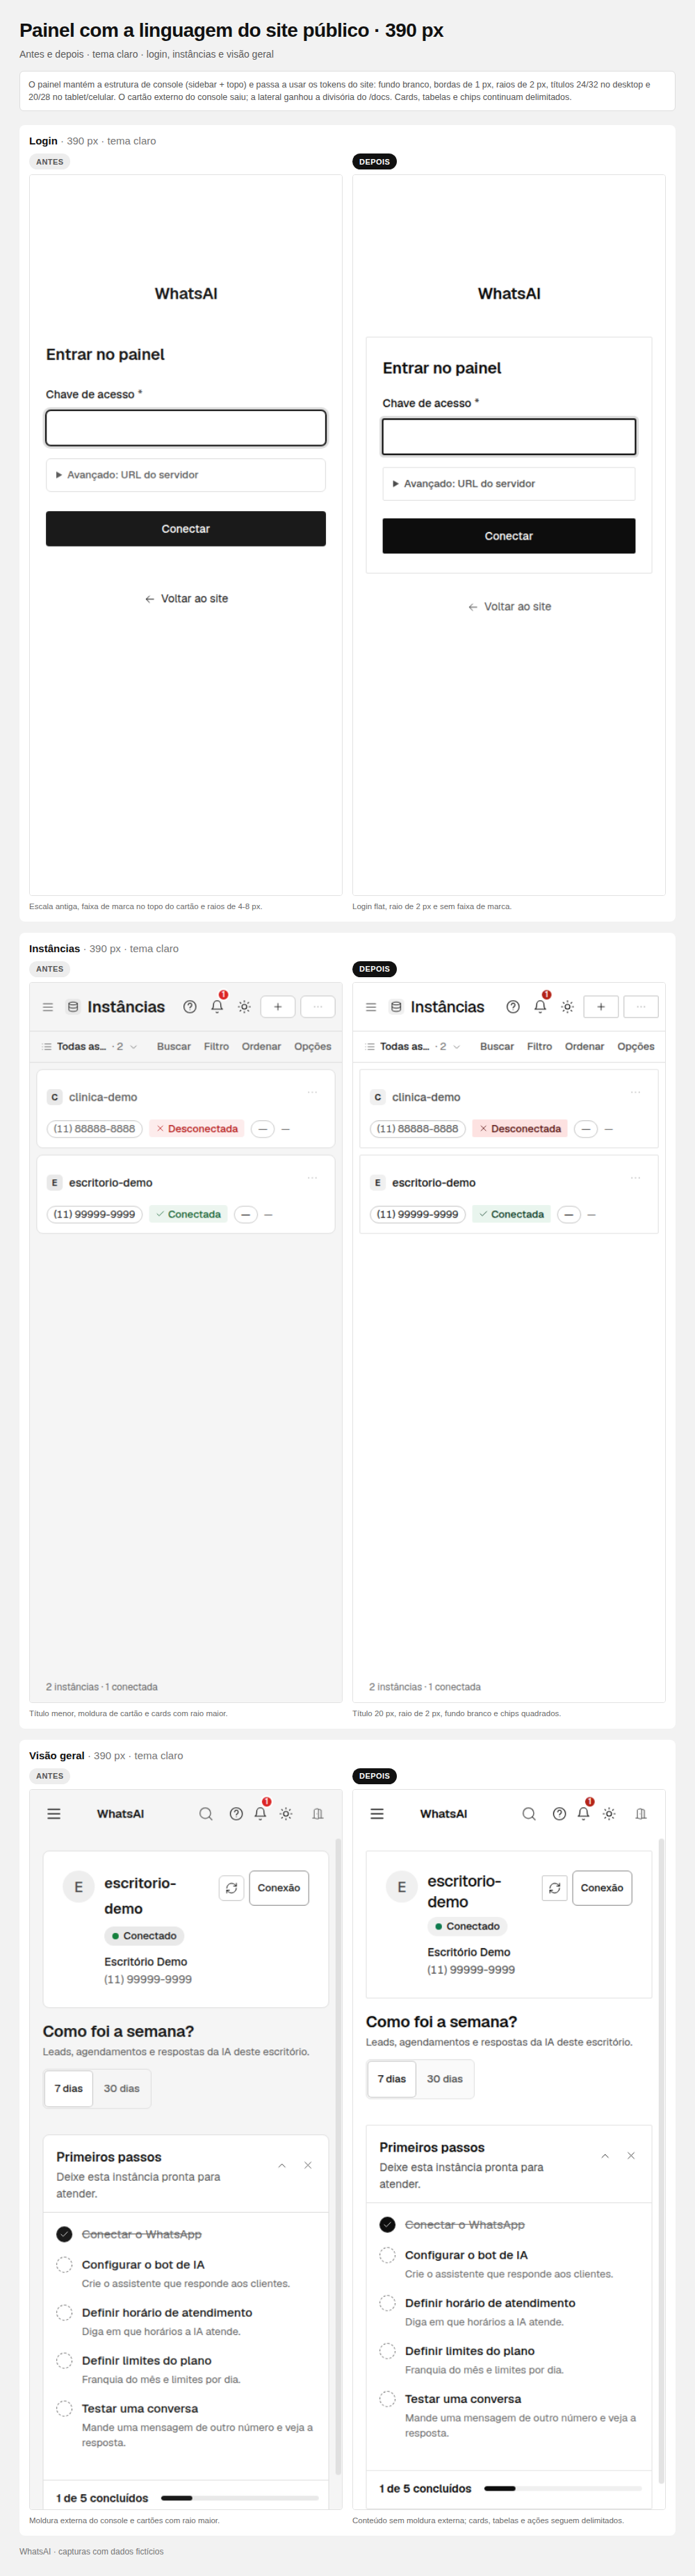 Painel com a linguagem do site público · 390 px
Antes e depois · tema claro · login, instâncias e visão geral
O painel mantém a estrutura de console (sidebar + topo) e passa a usar os tokens do site: fundo branco, bordas de 1 px, raios de 2 px, títulos 24/32 no desktop e
20/28 no tablet/celular. O cartão externo do console saiu; a lateral ganhou a divisória do /docs. Cards, tabelas e chips continuam delimitados.
Login · 390 px · tema claro
ANTES
WhatsAI
Entrar no painel
Chave de acesso *
▶ Avançado: URL do servidor
Conectar
← Voltar ao site
Escala antiga, faixa de marca no topo do cartão e raios de 4-8 px.
DEPOIS
WhatsAI
Entrar no painel
Chave de acesso *
▶ Avançado: URL do servidor
Conectar
← Voltar ao site
Login flat, raio de 2 px e sem faixa de marca.
Instâncias · 390 px · tema claro
ANTES
Instâncias 1 + ...
Todas as... · 2 Buscar Filtro Ordenar Opções
C clinica-demo ...
(11) 88888-8888 × Desconectada — —
E escritorio-demo ...
(11) 99999-9999 ✓ Conectada — —
2 instâncias · 1 conectada
Título menor, moldura de cartão e cards com raio maior.
DEPOIS
Instâncias 1 + ...
Todas as... · 2 Buscar Filtro Ordenar Opções
C clinica-demo ...
(11) 88888-8888 × Desconectada — —
E escritorio-demo ...
(11) 99999-9999 ✓ Conectada — —
2 instâncias · 1 conectada
Título 20 px, raio de 2 px, fundo branco e chips quadrados.
Visão geral · 390 px · tema claro
ANTES
WhatsAI 1
E escritorio-
demo
Conexão
Conectado
Escritório Demo
(11) 99999-9999
Como foi a semana?
Leads, agendamentos e respostas da IA deste escritório.
7 dias 30 dias
Primeiros passos
Deixe esta instância pronta para
atender.
Conectar o WhatsApp
Configurar o bot de IA
Crie o assistente que responde aos clientes.
Definir horário de atendimento
Diga em que horários a IA atende.
Definir limites do plano
Franquia do mês e limites por dia.
Testar uma conversa
Mande uma mensagem de outro número e veja a
resposta.
1 de 5 concluídos
Moldura externa do console e cartões com raio maior.
DEPOIS
WhatsAI 1
E escritorio-
demo
Conexão
Conectado
Escritório Demo
(11) 99999-9999
Como foi a semana?
Leads, agendamentos e respostas da IA deste escritório.
7 dias 30 dias
Primeiros passos
Deixe esta instância pronta para
atender.
Conectar o WhatsApp
Configurar o bot de IA
Crie o assistente que responde aos clientes.
Definir horário de atendimento
Diga em que horários a IA atende.
Definir limites do plano
Franquia do mês e limites por dia.
Testar uma conversa
Mande uma mensagem de outro número e veja a
resposta.
1 de 5 concluídos
Conteúdo sem moldura externa; cards, tabelas e ações seguem delimitados.
WhatsAI · capturas com dados fictícios